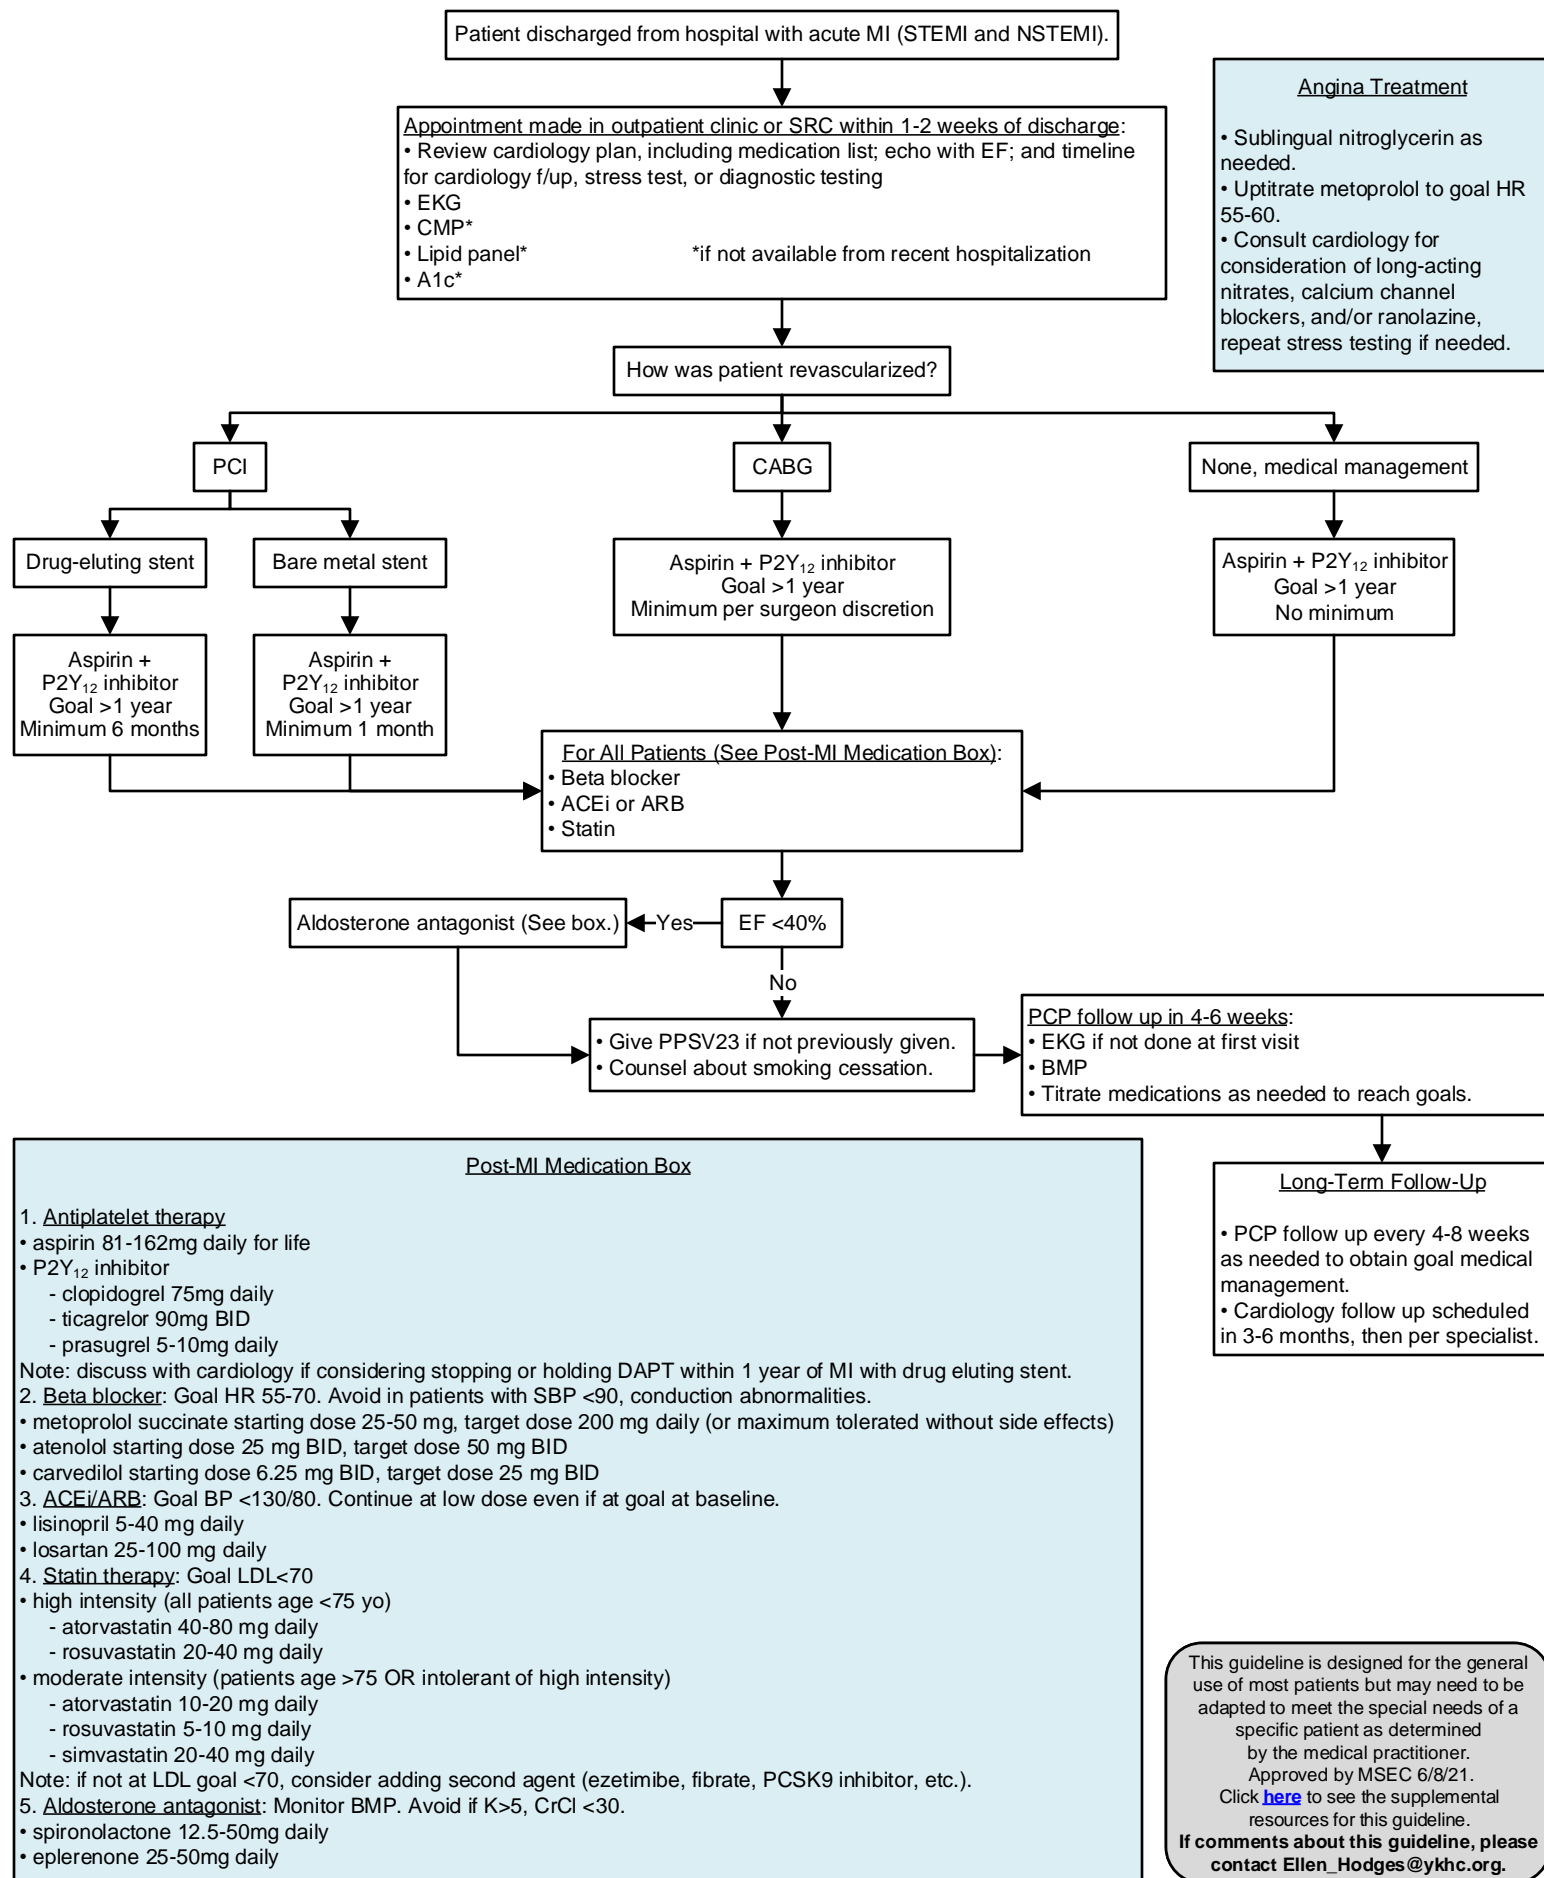 Patient discharged from hospital with acute MI (STEMI and NSTEMI).
Angina Treatment
• Sublingual nitroglycerin as
needed.
• Uptitrate metoprolol to goal HR
55-60.
• Consult cardiology for
consideration of long-acting
nitrates, calcium channel
blockers, and/or ranolazine,
repeat stress testing if needed.
Appointment made in outpatient clinic or SRC within 1-2 weeks of discharge:
• Review cardiology plan, including medication list; echo with EF; and timeline
for cardiology f/up, stress test, or diagnostic testing
• EKG
• CMP*
• Lipid panel* *if not available from recent hospitalization
• A1c*
How was patient revascularized?
PCI
CABG
None, medical management
Drug-eluting stent
Bare metal stent
Aspirin + P2Y₁₂ inhibitor
Goal >1 year
Minimum per surgeon discretion
Aspirin + P2Y₁₂ inhibitor
Goal >1 year
No minimum
Aspirin +
P2Y₁₂ inhibitor
Goal >1 year
Minimum 6 months
Aspirin +
P2Y₁₂ inhibitor
Goal >1 year
Minimum 1 month
For All Patients (See Post-MI Medication Box):
• Beta blocker
• ACEi or ARB
• Statin
Aldosterone antagonist (See box.)
Yes
EF <40%
No
• Give PPSV23 if not previously given.
• Counsel about smoking cessation.
PCP follow up in 4-6 weeks:
• EKG if not done at first visit
• BMP
• Titrate medications as needed to reach goals.
Long-Term Follow-Up
• PCP follow up every 4-8 weeks
as needed to obtain goal medical
management.
• Cardiology follow up scheduled
in 3-6 months, then per specialist.
Post-MI Medication Box
1. Antiplatelet therapy
• aspirin 81-162mg daily for life
• P2Y₁₂ inhibitor
- clopidogrel 75mg daily
- ticagrelor 90mg BID
- prasugrel 5-10mg daily
Note: discuss with cardiology if considering stopping or holding DAPT within 1 year of MI with drug eluting stent.
2. Beta blocker: Goal HR 55-70. Avoid in patients with SBP <90, conduction abnormalities.
• metoprolol succinate starting dose 25-50 mg, target dose 200 mg daily (or maximum tolerated without side effects)
• atenolol starting dose 25 mg BID, target dose 50 mg BID
• carvedilol starting dose 6.25 mg BID, target dose 25 mg BID
3. ACEi/ARB: Goal BP <130/80. Continue at low dose even if at goal at baseline.
• lisinopril 5-40 mg daily
• losartan 25-100 mg daily
4. Statin therapy: Goal LDL<70
• high intensity (all patients age <75 yo)
- atorvastatin 40-80 mg daily
- rosuvastatin 20-40 mg daily
• moderate intensity (patients age >75 OR intolerant of high intensity)
- atorvastatin 10-20 mg daily
- rosuvastatin 5-10 mg daily
- simvastatin 20-40 mg daily
Note: if not at LDL goal <70, consider adding second agent (ezetimibe, fibrate, PCSK9 inhibitor, etc.).
5. Aldosterone antagonist: Monitor BMP. Avoid if K>5, CrCl <30.
• spironolactone 12.5-50mg daily
• eplerenone 25-50mg daily
This guideline is designed for the general
use of most patients but may need to be
adapted to meet the special needs of a
specific patient as determined
by the medical practitioner.
Approved by MSEC 6/8/21.
Click here to see the supplemental
resources for this guideline.
If comments about this guideline, please
contact Ellen_Hodges@ykhc.org.